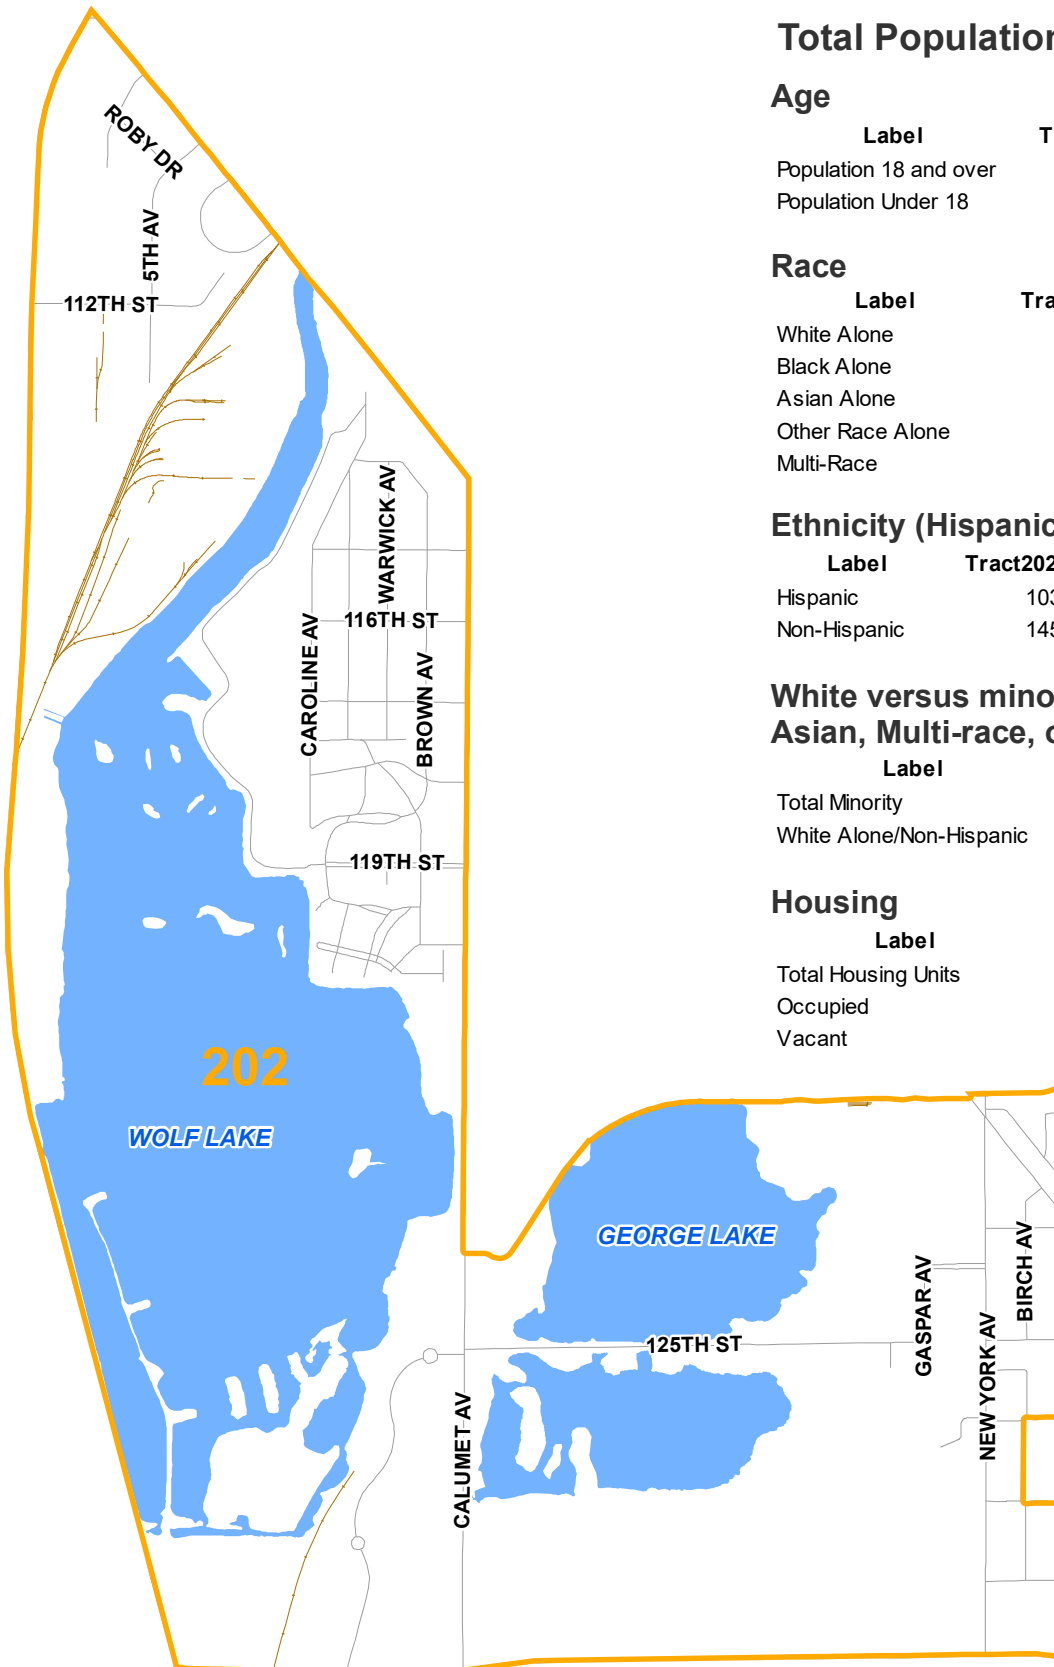 Total Population
Age
Label T
Population 18 and over
Population Under 18
Race
Label Tra
White Alone
Black Alone
Asian Alone
Other Race Alone
Multi-Race
Ethnicity (Hispanic
Label Tract202
Hispanic 103
Non-Hispanic 145
White versus mino
Asian, Multi-race, o
Label
Total Minority
White Alone/Non-Hispanic
Housing
Label
Total Housing Units
Occupied
Vacant
ROBY DR
5TH AV
112TH ST
WARWICK AV
116TH ST
CAROLINE AV
BROWN AV
119TH ST
202
WOLF LAKE
GEORGE LAKE
125TH ST
CALUMET AV
GASPAR AV
NEW YORK AV
BIRCH AV